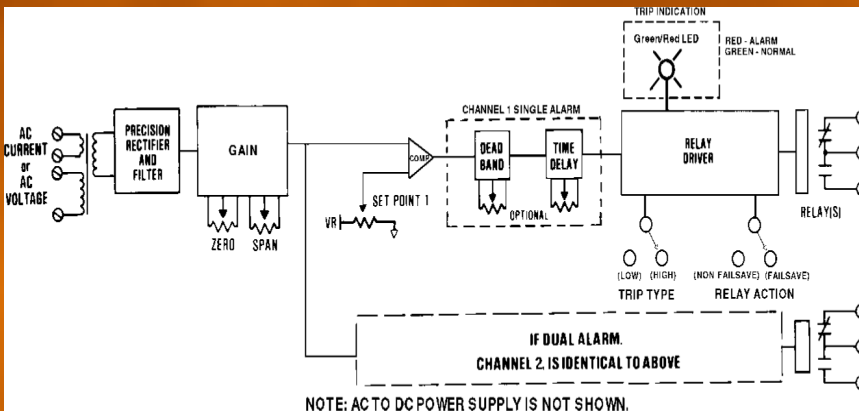 TRIP INDICATION
Green/Red LED
RED - ALARM
GREEN - NORMAL
CHANNEL 1 SINGLE ALARM
AC
CURRENT
or
AC
VOLTAGE
PRECISION
RECTIFIER
AND
FILTER
GAIN
COMP
DEAD
BAND
TIME
DELAY
RELAY
DRIVER
SET POINT 1
OPTIONAL
VR
ZERO
SPAN
RELAY(S)
(LOW)
(HIGH)
(NON FAILSAVE)
(FAILSAVE)
TRIP TYPE
RELAY ACTION
IF DUAL ALARM.
CHANNEL 2, IS IDENTICAL TO ABOVE
NOTE: AC TO DC POWER SUPPLY IS NOT SHOWN.